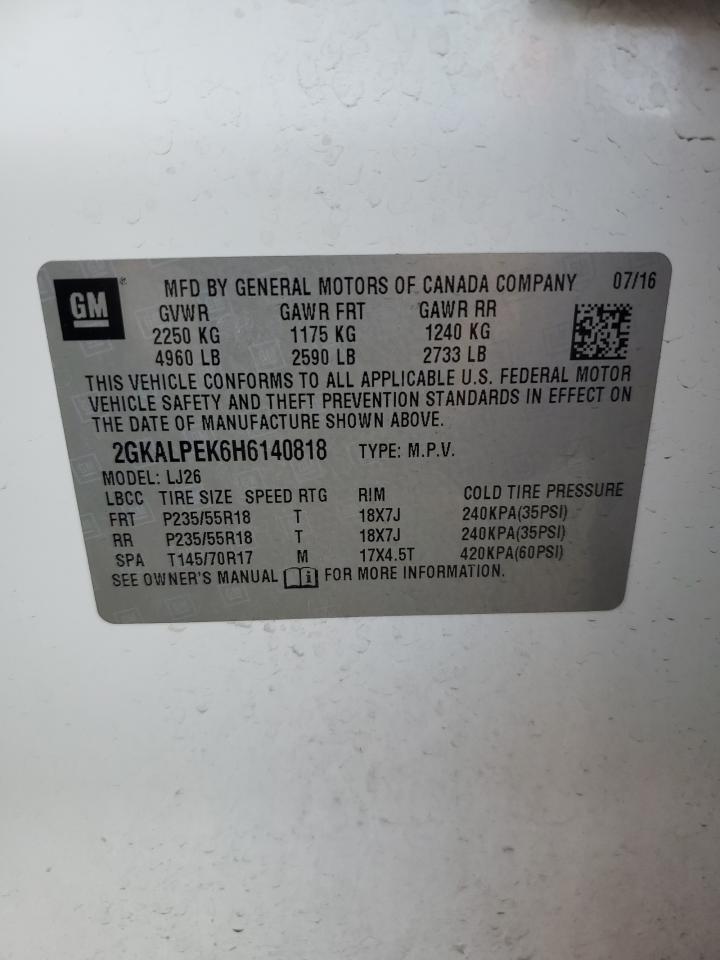 GM ® MFD BY GENERAL MOTORS OF CANADA COMPANY 07/16
GVWR GAWR FRT GAWR RR
2250 KG 1175 KG 1240 KG
4960 LB 2590 LB 2733 LB
THIS VEHICLE CONFORMS TO ALL APPLICABLE U.S. FEDERAL MOTOR
VEHICLE SAFETY AND THEFT PREVENTION STANDARDS IN EFFECT ON
THE DATE OF MANUFACTURE SHOWN ABOVE.
2GKALPEK6H6140818 TYPE: M.P.V.
MODEL: LJ26
LBCC TIRE SIZE SPEED RTG RIM COLD TIRE PRESSURE
FRT P235/55R18 T 18X7J 240KPA(35PSI)
RR P235/55R18 T 18X7J 240KPA(35PSI)
SPA T145/70R17 M 17X4.5T 420KPA(60PSI)
SEE OWNER'S MANUAL FOR MORE INFORMATION.